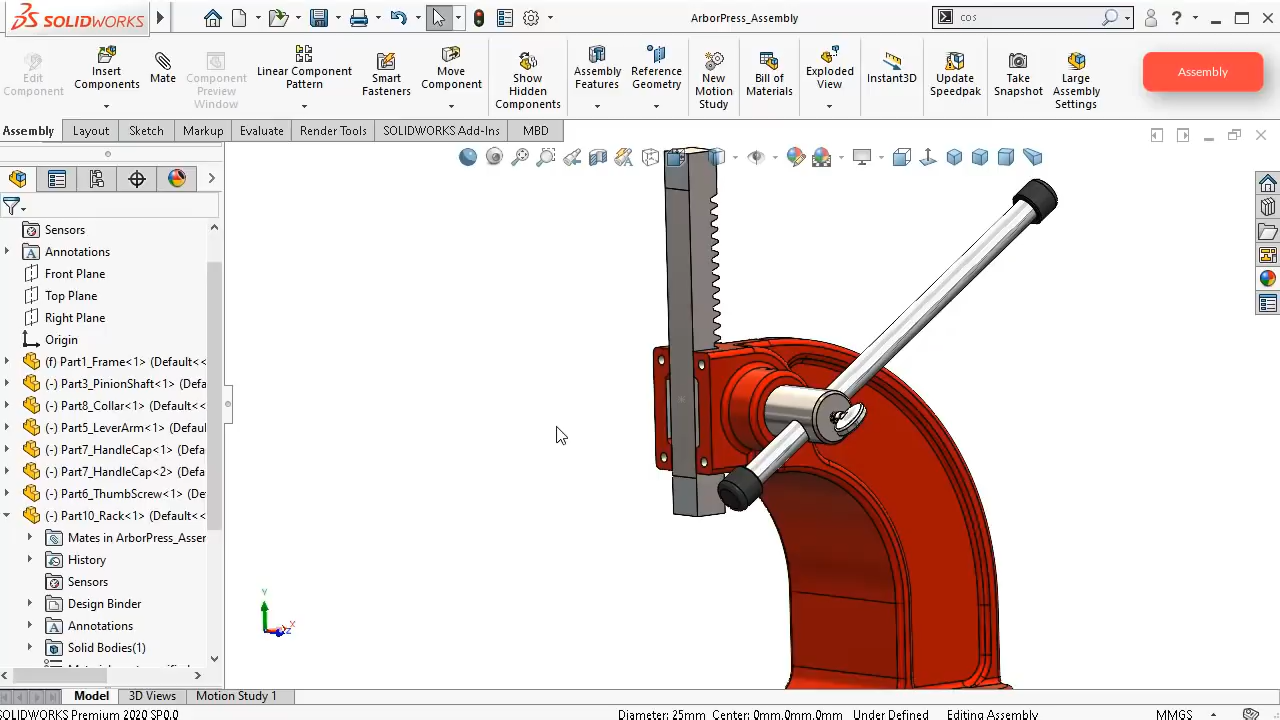 SOLIDWORKS
ArborPress_Assembly
cos
?
Edit Component
Insert Components
Mate
Component Preview Window
Linear Component Pattern
Smart Fasteners
Move Component
Show Hidden Components
Assembly Features
Reference Geometry
New Motion Study
Bill of Materials
Exploded View
Instant3D
Update Speedpak
Take Snapshot
Large Assembly Settings
Assembly
Assembly Layout Sketch Markup Evaluate Render Tools SOLIDWORKS Add-Ins MBD
Sensors
Annotations
Front Plane
Top Plane
Right Plane
Origin
(f) Part1_Frame<1> (Default<<
(-) Part3_PinionShaft<1> (Defa
(-) Part8_Collar<1> (Default<<
(-) Part5_LeverArm<1> (Defaul
(-) Part7_HandleCap<1> (Defa
(-) Part7_HandleCap<2> (Defa
(-) Part6_ThumbScrew<1> (De
(-) Part10_Rack<1> (Default<<
Mates in ArborPress_Asser
History
Sensors
Design Binder
Annotations
Solid Bodies(1)
Y
X
Z
Model 3D Views Motion Study 1
SOLIDWORKS Premium 2020 SP0.0
Diameter: 25mm Center: 0mm,0mm,0mm Under Defined Editing Assembly MMGS